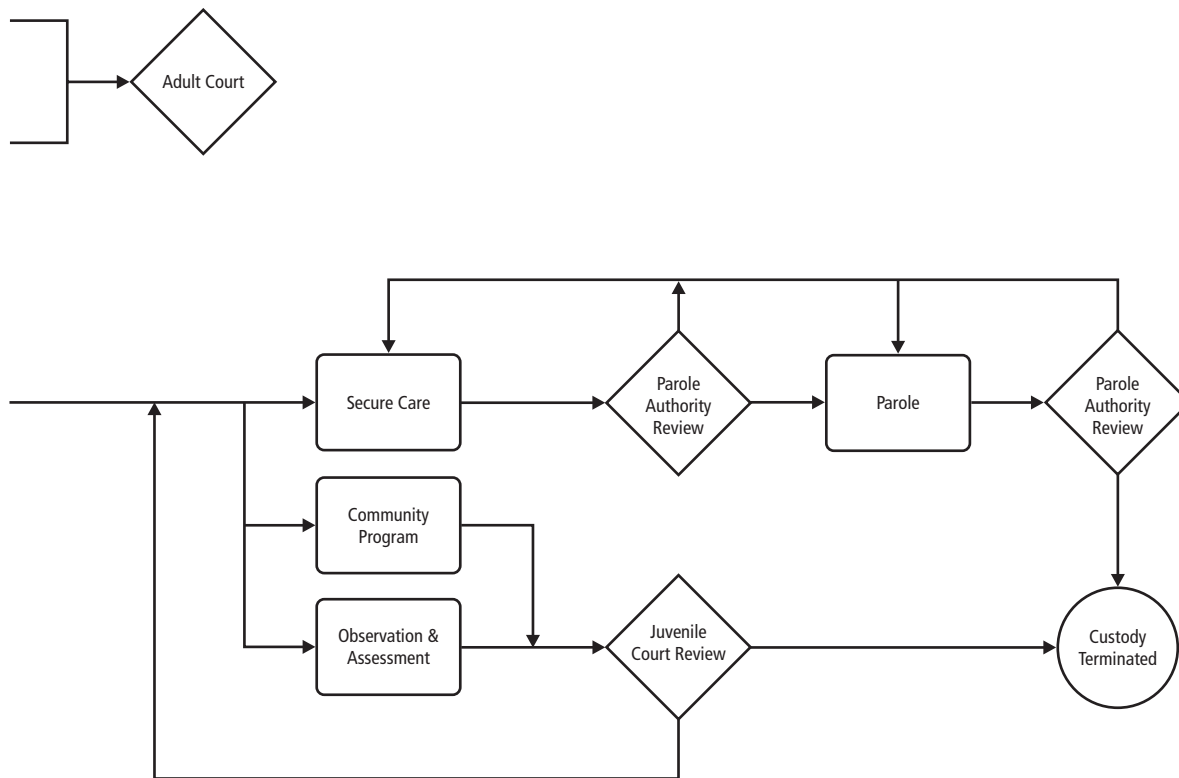 Adult Court
Secure Care
Parole
Authority
Review
Parole
Parole
Authority
Review
Community
Program
Observation &
Assessment
Juvenile
Court Review
Custody
Terminated